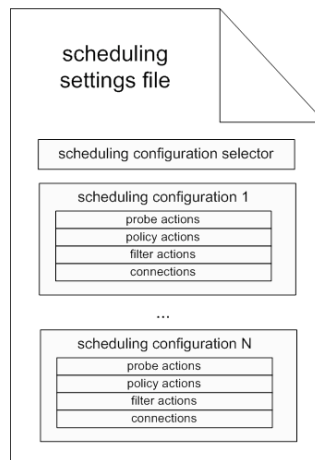 scheduling
settings file
scheduling configuration selector
scheduling configuration 1
probe actions
policy actions
filter actions
connections
...
scheduling configuration N
probe actions
policy actions
filter actions
connections